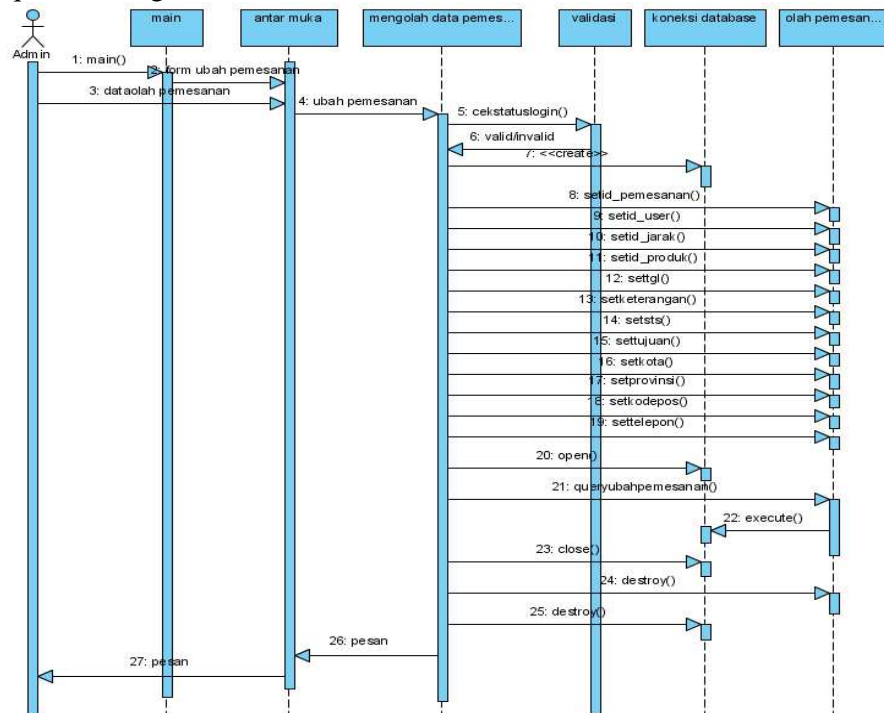 main
antar muka
mengolah data pemes...
validasi
koneksi database
olah pemesan...
Admin
1: main()
2: form ubah pemesanan
3: dataolah pemesanan
4: ubah pemesanan
5: cekstatuslogin()
6: valid/invalid
7: <<create>>
8: setid_pemesanan()
9: setid_user()
10: setid_jarak()
11: setid_produk()
12: settgl()
13: setketerangan()
14: setsts()
15: settujuan()
16: setkota()
17: setprovinsi()
18: setkodepos()
19: settelepon()
20: open()
21: queryubahpemesanan()
22: execute()
23: close()
24: destroy()
25: destroy()
26: pesan
27: pesan